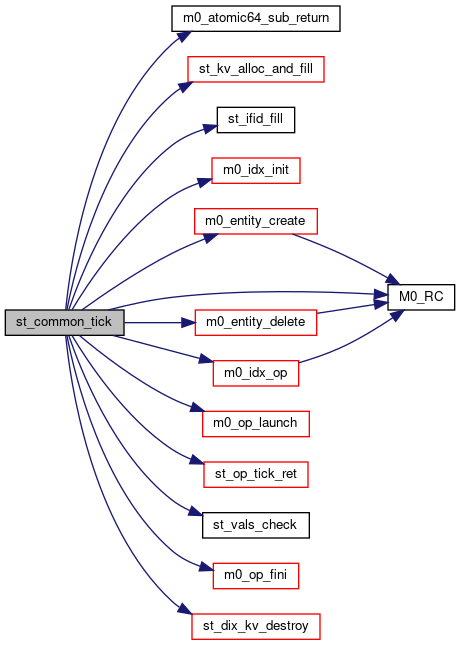 m0_atomic64_sub_return
st_kv_alloc_and_fill
st_ifid_fill
m0_idx_init
m0_entity_create
M0_RC
st_common_tick
m0_entity_delete
m0_idx_op
m0_op_launch
st_op_tick_ret
st_vals_check
m0_op_fini
st_dix_kv_destroy